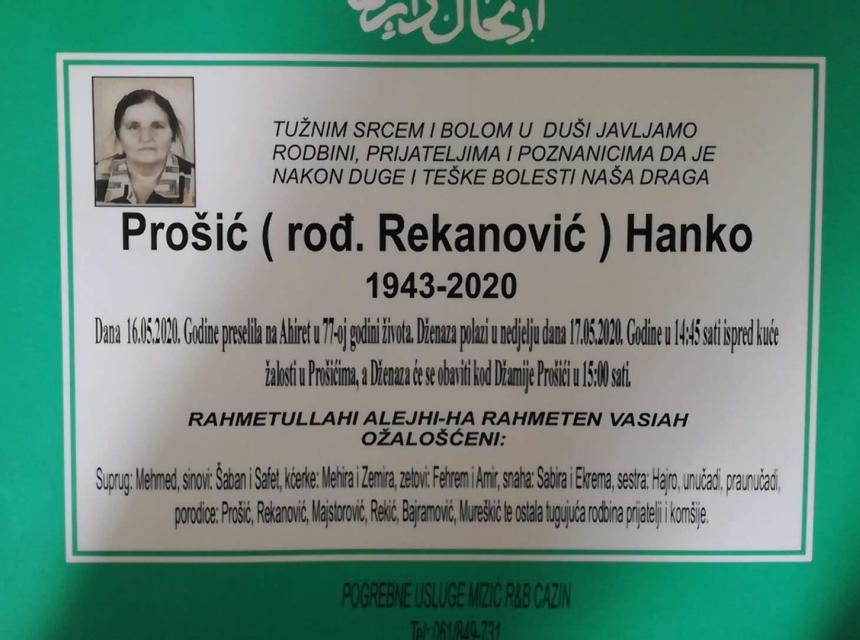 TUŽNIM SRCEM I BOLOM U DUŠI JAVLJAMO
RODBINI, PRIJATELJIMA I POZNANICIMA DA JE
NAKON DUGE I TEŠKE BOLESTI NAŠA DRAGA
Prošić ( rođ. Rekanović ) Hanko
1943-2020
Dana 16.05.2020. Godine preselila na Ahiret u 77-oj godini života. Dženaza polazi u nedjelju dana 17.05.2020. Godine u 14:45 sati ispred kuće
žalosti u Prošićima, a Dženaza će se obaviti kod Džamije Prošići u 15:00 sati.
RAHMETULLAHI ALEJHI-HA RAHMETEN VASIAH
OŽALOŠĆENI:
Suprug: Mehmed, sinovi: Šaban i Safet, kćerke: Mehira i Zemira, zetovi: Fehrem i Amir, snaha: Sabira i Ekrema, sestra: Hajro, unučadi, praunučadi,
porodice: Prošić, Rekanović, Majstorović, Rekić, Bajramović, Mureškić te ostala tugujuća rodbina prijatelji i komšije.
POGREBNE USLUGE MIZIĆ R&B CAZIN
Tel: 061/849-731